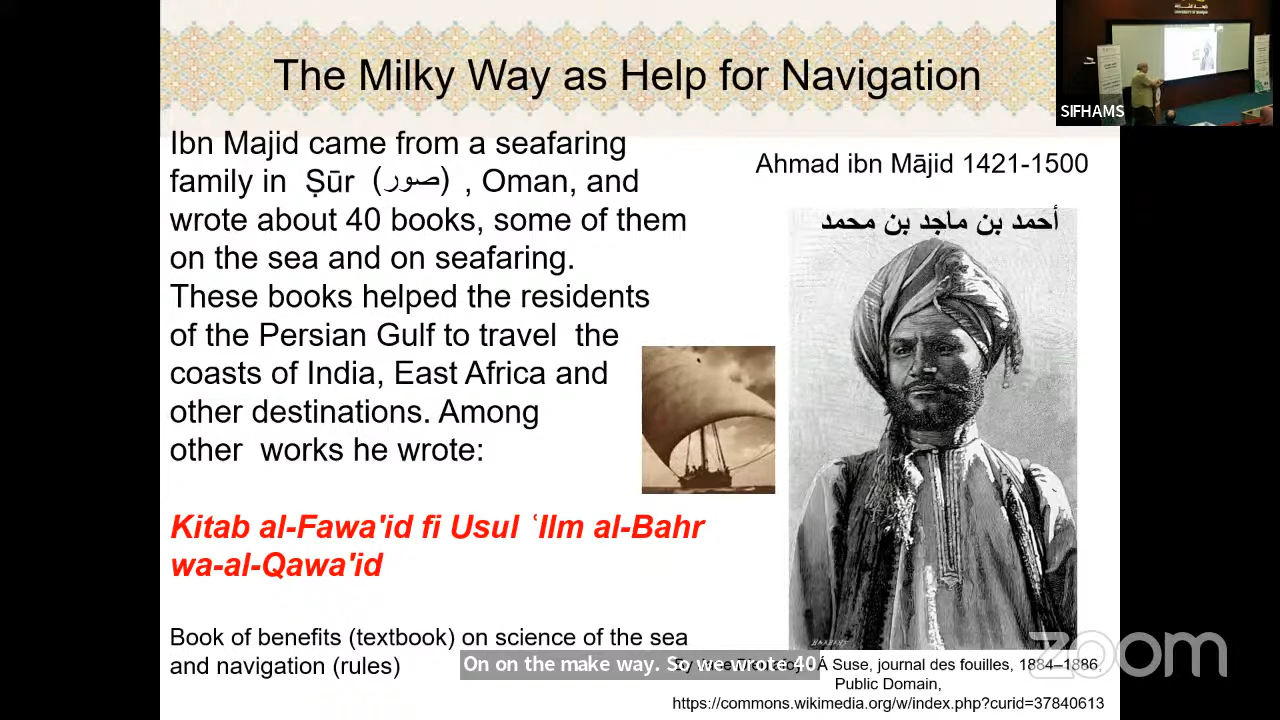 The Milky Way as Help for Navigation
SIFHAMS
Ibn Majid came from a seafaring
family in Ṣūr (صور) , Oman, and
wrote about 40 books, some of them
on the sea and on seafaring.
These books helped the residents
of the Persian Gulf to travel the
coasts of India, East Africa and
other destinations. Among
other works he wrote:
Kitab al-Fawa'id fi Usul ʿIlm al-Bahr
wa-al-Qawa'id
Book of benefits (textbook) on science of the sea
and navigation (rules)
Ahmad ibn Mājid 1421-1500
أحمد بن ماجد بن محمد
On on the make way. So we wrote 40
Suse, journal des fouilles, 1884–1886,
Public Domain,
https://commons.wikimedia.org/w/index.php?curid=37840613
zoom